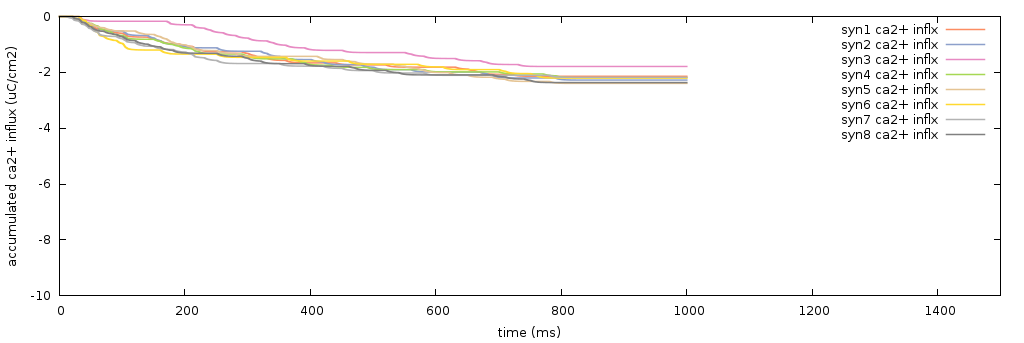 0
-2
-4
-6
-8
-10
accumulated ca2+ influx (uC/cm2)
syn1 ca2+ inflx
syn2 ca2+ inflx
syn3 ca2+ inflx
syn4 ca2+ inflx
syn5 ca2+ inflx
syn6 ca2+ inflx
syn7 ca2+ inflx
syn8 ca2+ inflx
0 200 400 600 800 1000 1200 1400
time (ms)